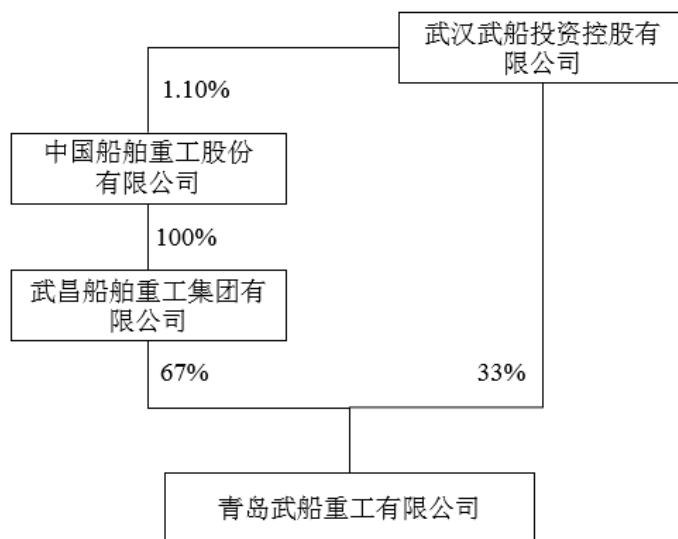 武汉武船投资控股有
限公司
1.10%
中国船舶重工股份
有限公司
100%
武昌船舶重工集团有
限公司
67%
33%
青岛武船重工有限公司